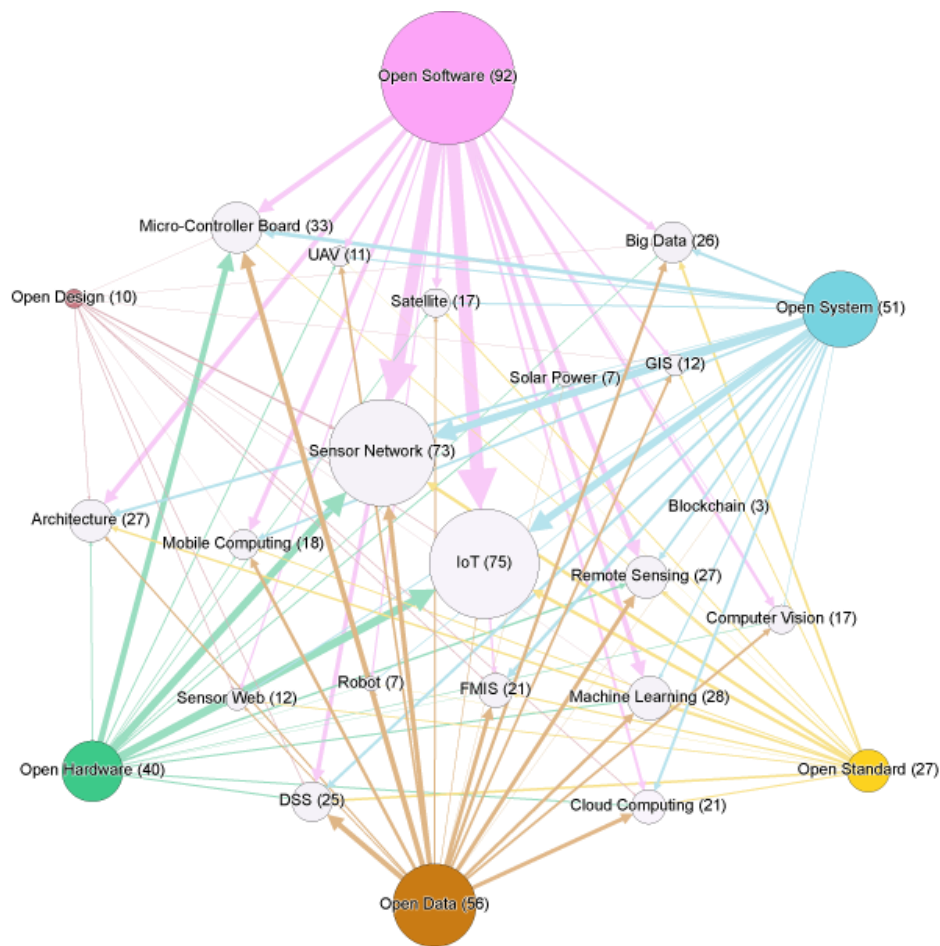 Open Software (92)
Micro-Controller Board (33)
Big Data (26)
UAV (11)
Open Design (10)
Satellite (17)
Open System (51)
GIS (12)
Solar Power (7)
Sensor Network (73)
Blockchain (3)
Architecture (27)
Mobile Computing (18)
IoT (75)
Remote Sensing (27)
Computer Vision (17)
Robot (7)
FMIS (21)
Sensor Web (12)
Machine Learning (28)
Open Hardware (40)
Open Standard (27)
DSS (25)
Cloud Computing (21)
Open Data (56)